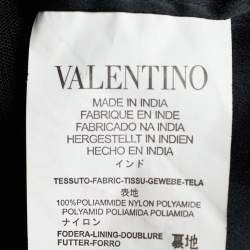 VALENTINO
MADE IN INDIA
FABRIQUE EN INDE
FABRICADO NA INDIA
HERGESTELLT IN INDIEN
HECHO EN INDIA
インド
TESSUTO-FABRIC-TISSU-GEWEBE-TELA
表地
100%POLIAMMIDE NYLON POLYAMIDE
POLYAMID POLIAMIDA POLIAMIDA
ナイロン
FODERA-LINING-DOUBLURE
FUTTER-FORRO
裏地